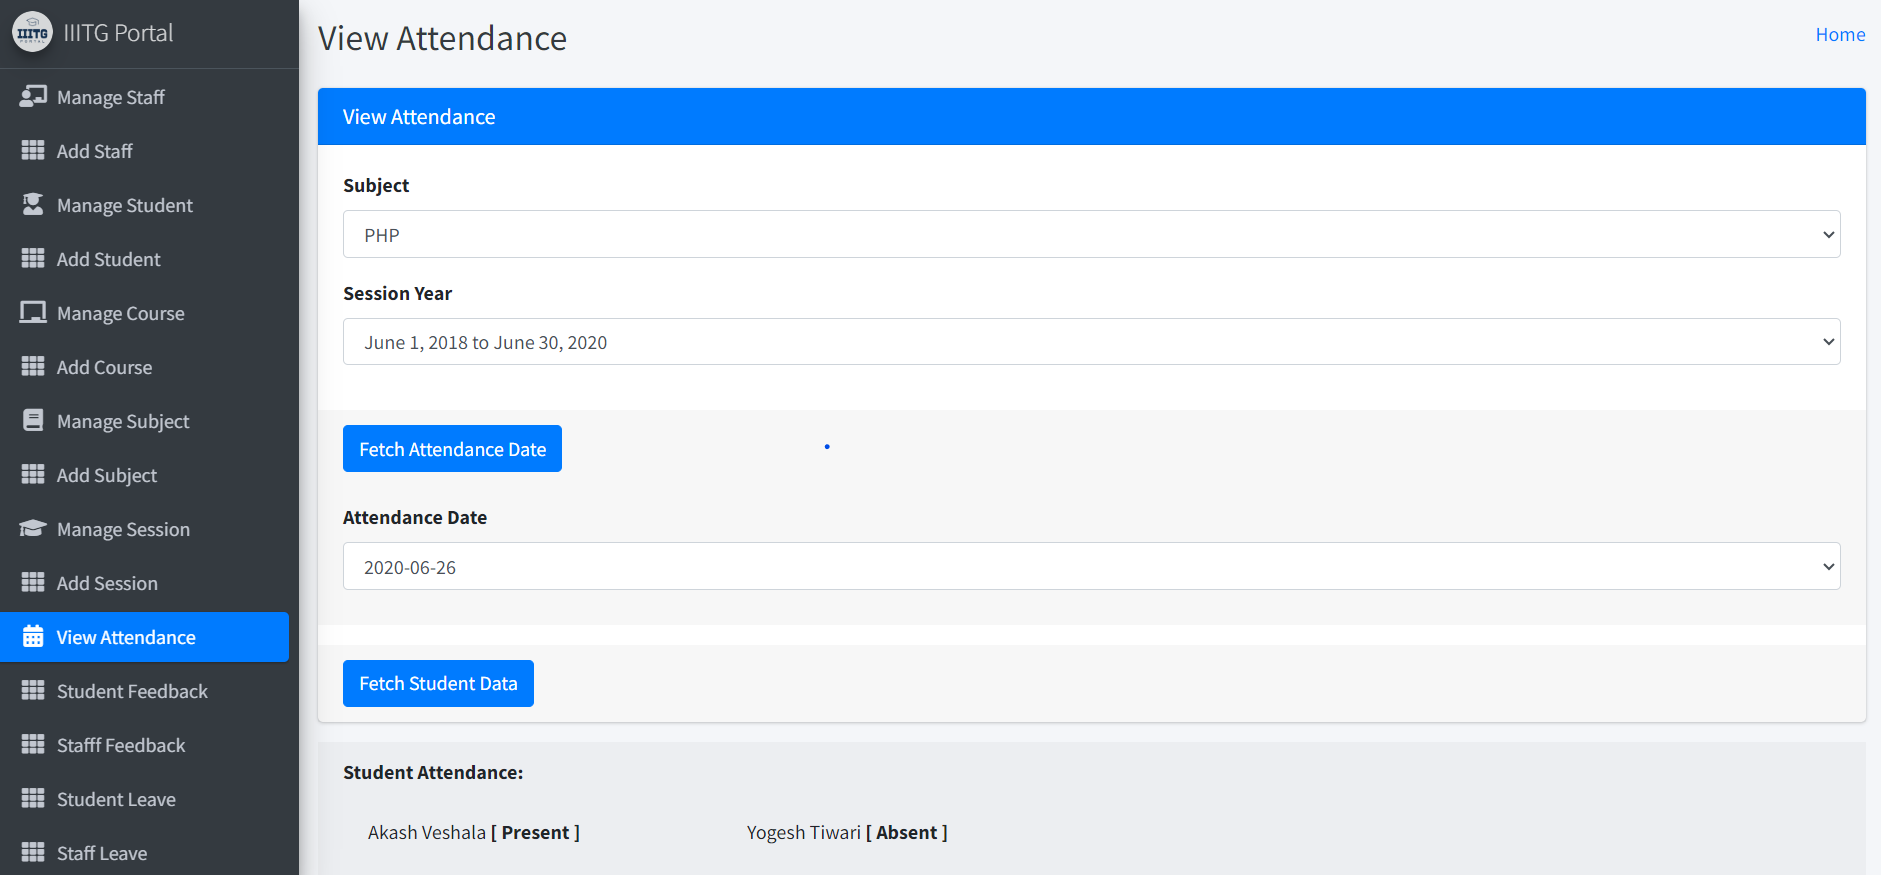 IIITG
PORTAL
IIITG Portal
Manage Staff
Add Staff
Manage Student
Add Student
Manage Course
Add Course
Manage Subject
Add Subject
Manage Session
Add Session
View Attendance
Student Feedback
Stafff Feedback
Student Leave
Staff Leave
View Attendance
Home
View Attendance
Subject
PHP
Session Year
June 1, 2018 to June 30, 2020
Fetch Attendance Date
Attendance Date
2020-06-26
Fetch Student Data
Student Attendance:
Akash Veshala [ Present ]
Yogesh Tiwari [ Absent ]